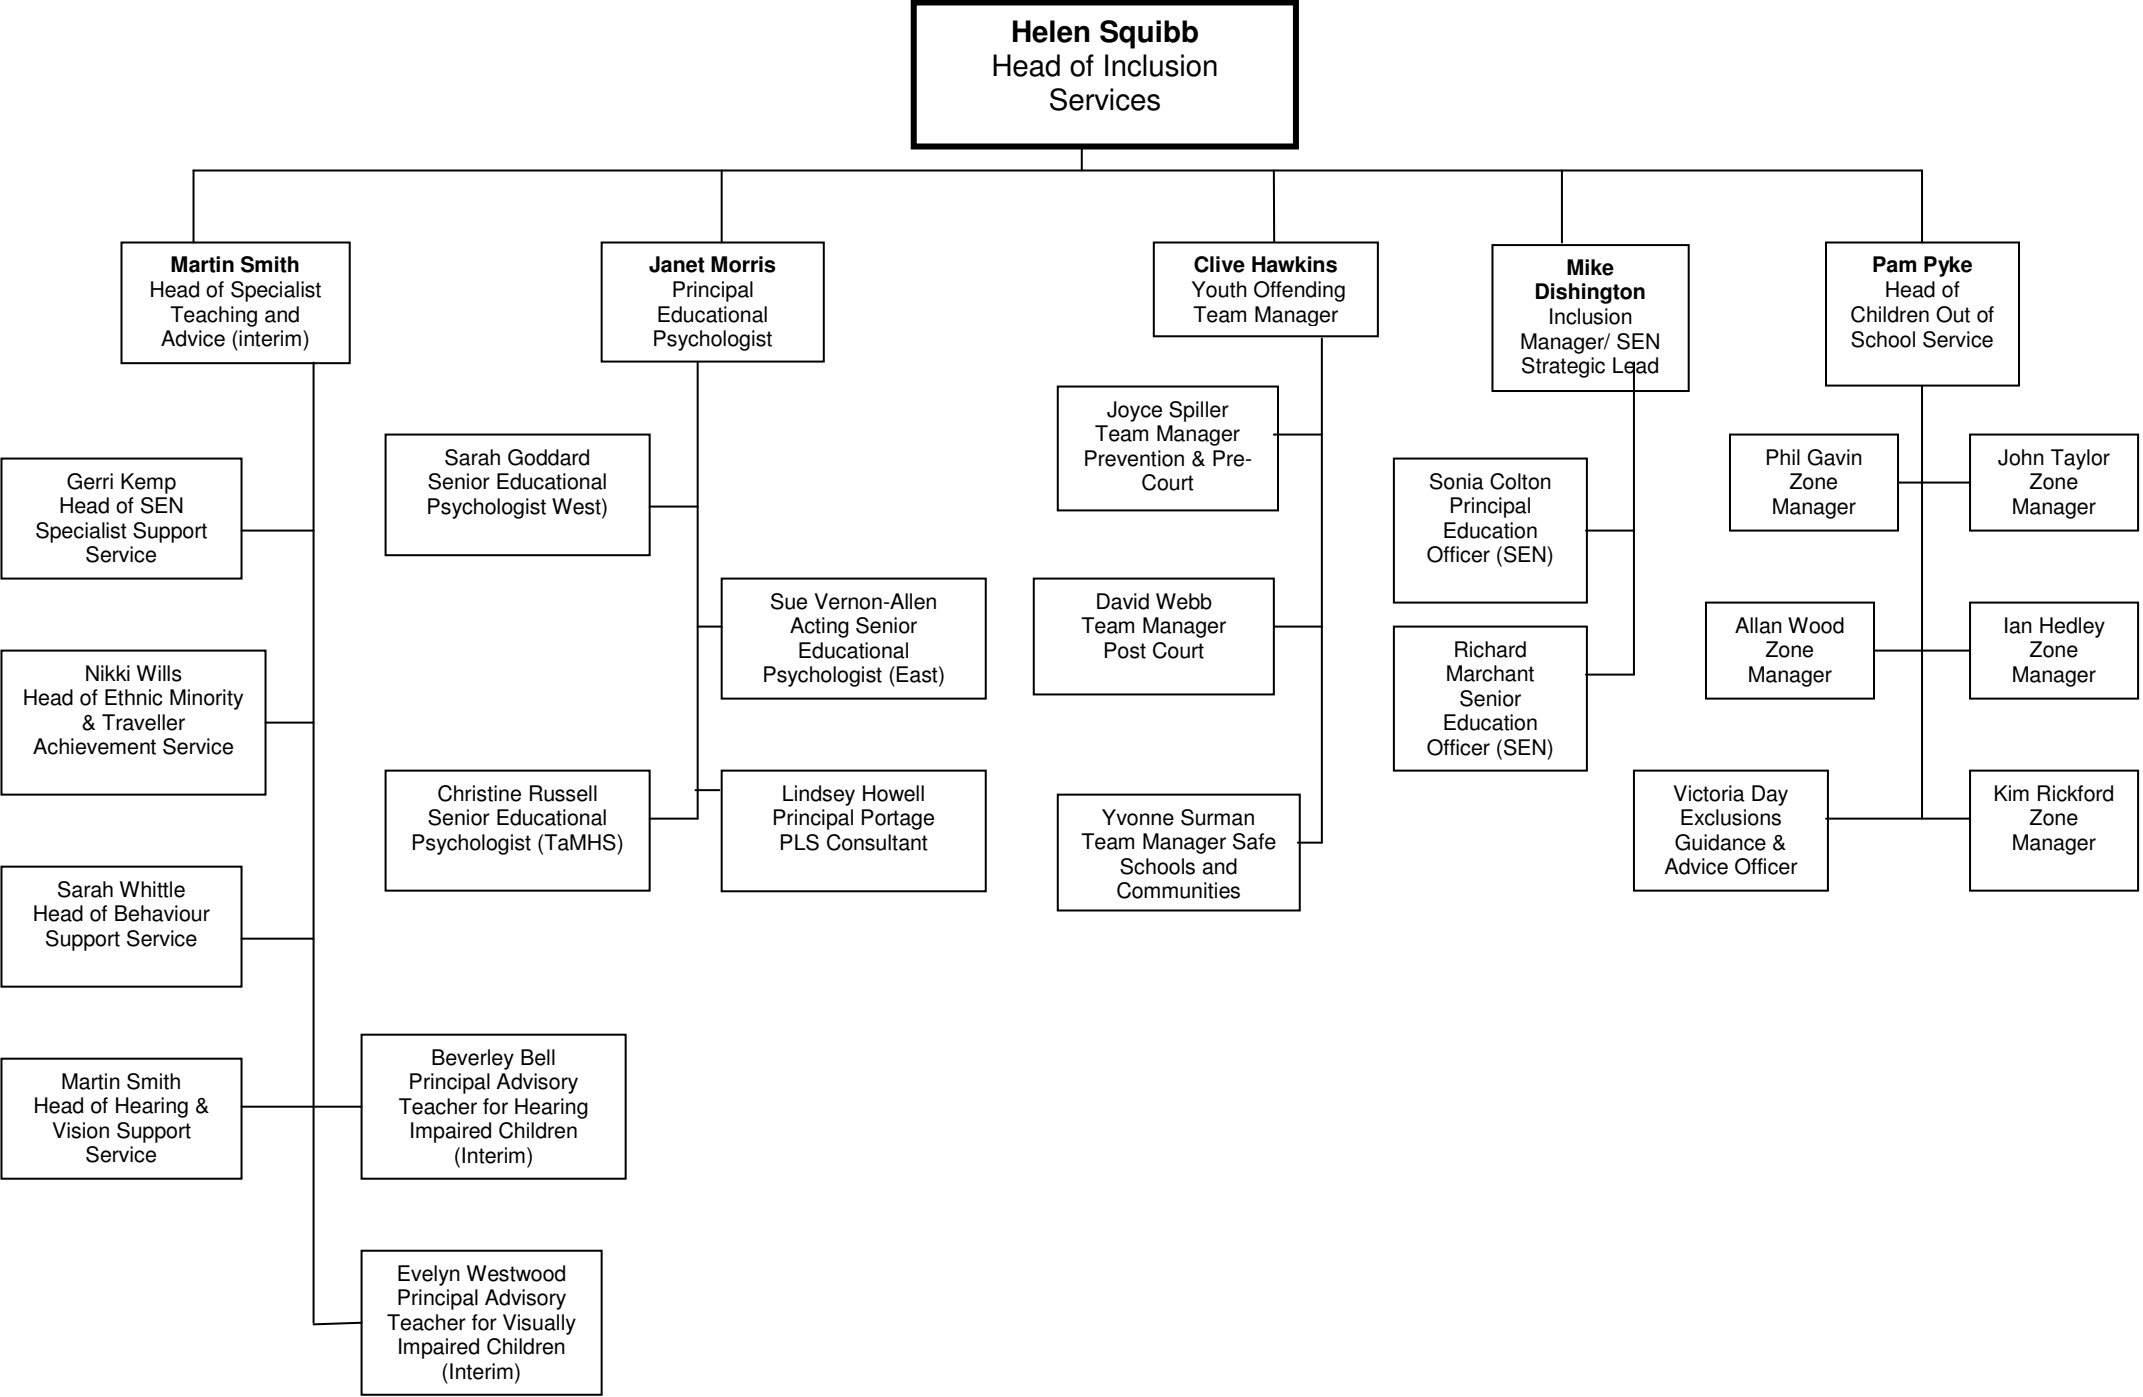 Helen Squibb
Head of Inclusion
Services
Martin Smith
Head of Specialist
Teaching and
Advice (interim)
Janet Morris
Principal
Educational
Psychologist
Clive Hawkins
Youth Offending
Team Manager
Mike
Dishington
Inclusion
Manager/ SEN
Strategic Lead
Pam Pyke
Head of
Children Out of
School Service
Gerri Kemp
Head of SEN
Specialist Support
Service
Nikki Wills
Head of Ethnic Minority
& Traveller
Achievement Service
Sarah Whittle
Head of Behaviour
Support Service
Martin Smith
Head of Hearing &
Vision Support
Service
Beverley Bell
Principal Advisory
Teacher for Hearing
Impaired Children
(Interim)
Evelyn Westwood
Principal Advisory
Teacher for Visually
Impaired Children
(Interim)
Sarah Goddard
Senior Educational
Psychologist West)
Sue Vernon-Allen
Acting Senior
Educational
Psychologist (East)
Christine Russell
Senior Educational
Psychologist (TaMHS)
Lindsey Howell
Principal Portage
PLS Consultant
Joyce Spiller
Team Manager
Prevention & Pre-
Court
David Webb
Team Manager
Post Court
Yvonne Surman
Team Manager Safe
Schools and
Communities
Sonia Colton
Principal
Education
Officer (SEN)
Richard
Marchant
Senior
Education
Officer (SEN)
Phil Gavin
Zone
Manager
John Taylor
Zone
Manager
Allan Wood
Zone
Manager
Ian Hedley
Zone
Manager
Victoria Day
Exclusions
Guidance &
Advice Officer
Kim Rickford
Zone
Manager